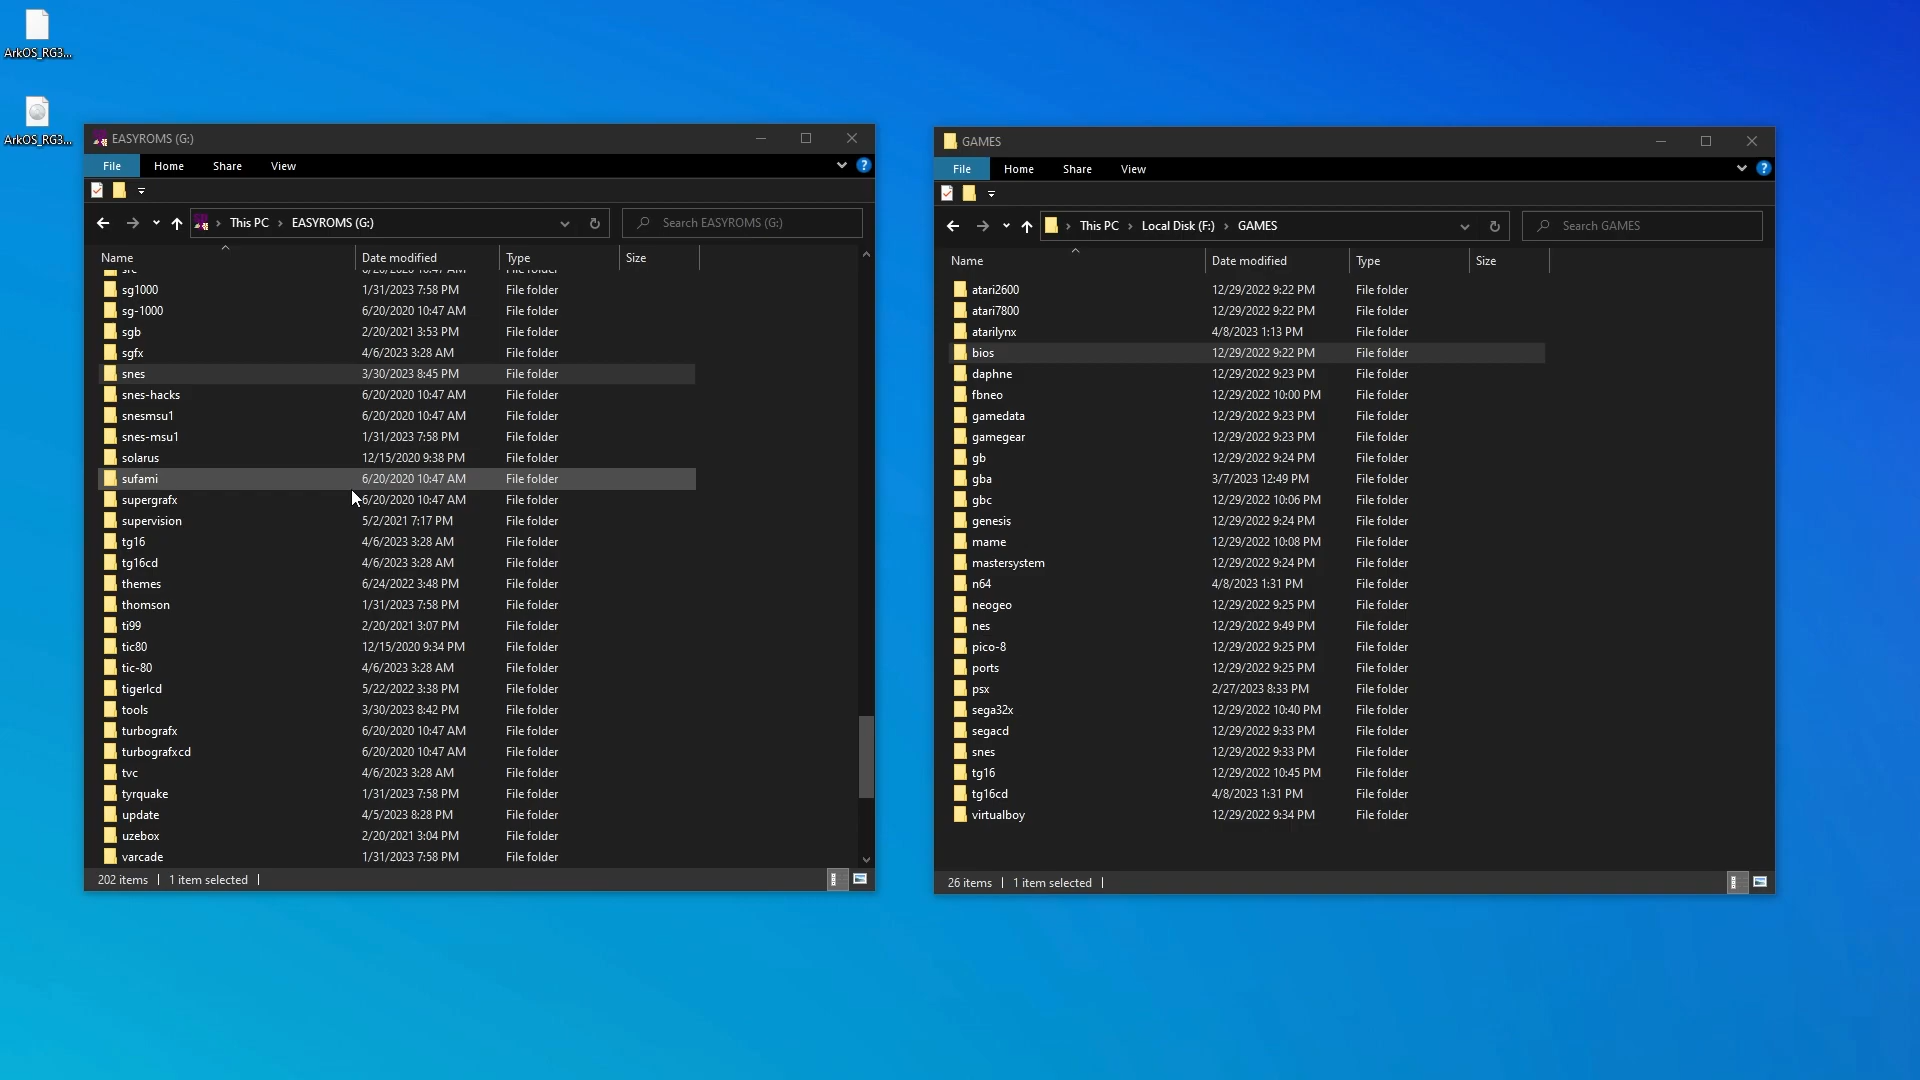 ArkOS_RG3...
ArkOS_RG3...
EASYROMS (G:)
File Home Share View
This PC › EASYROMS (G:)
Search EASYROMS (G:)
Name Date modified Type Size
src 6/20/2020 10:47 AM File folder
sg1000 1/31/2023 7:58 PM File folder
sg-1000 6/20/2020 10:47 AM File folder
sgb 2/20/2021 3:53 PM File folder
sgfx 4/6/2023 3:28 AM File folder
snes 3/30/2023 8:45 PM File folder
snes-hacks 6/20/2020 10:47 AM File folder
snesmsu1 6/20/2020 10:47 AM File folder
snes-msu1 1/31/2023 7:58 PM File folder
solarus 12/15/2020 9:38 PM File folder
sufami 6/20/2020 10:47 AM File folder
supergrafx 6/20/2020 10:47 AM File folder
supervision 5/2/2021 7:17 PM File folder
tg16 4/6/2023 3:28 AM File folder
tg16cd 4/6/2023 3:28 AM File folder
themes 6/24/2022 3:48 PM File folder
thomson 1/31/2023 7:58 PM File folder
ti99 2/20/2021 3:07 PM File folder
tic80 12/15/2020 9:34 PM File folder
tic-80 4/6/2023 3:28 AM File folder
tigerlcd 5/22/2022 3:38 PM File folder
tools 3/30/2023 8:42 PM File folder
turbografx 6/20/2020 10:47 AM File folder
turbografxcd 6/20/2020 10:47 AM File folder
tvc 4/6/2023 3:28 AM File folder
tyrquake 1/31/2023 7:58 PM File folder
update 4/5/2023 8:28 PM File folder
uzebox 2/20/2021 3:04 PM File folder
varcade 1/31/2023 7:58 PM File folder
202 items | 1 item selected |
GAMES
File Home Share View
This PC › Local Disk (F:) › GAMES
Search GAMES
Name Date modified Type Size
atari2600 12/29/2022 9:22 PM File folder
atari7800 12/29/2022 9:22 PM File folder
atarilynx 4/8/2023 1:13 PM File folder
bios 12/29/2022 9:22 PM File folder
daphne 12/29/2022 9:23 PM File folder
fbneo 12/29/2022 10:00 PM File folder
gamedata 12/29/2022 9:23 PM File folder
gamegear 12/29/2022 9:23 PM File folder
gb 12/29/2022 9:24 PM File folder
gba 3/7/2023 12:49 PM File folder
gbc 12/29/2022 10:06 PM File folder
genesis 12/29/2022 9:24 PM File folder
mame 12/29/2022 10:08 PM File folder
mastersystem 12/29/2022 9:24 PM File folder
n64 4/8/2023 1:31 PM File folder
neogeo 12/29/2022 9:25 PM File folder
nes 12/29/2022 9:49 PM File folder
pico-8 12/29/2022 9:25 PM File folder
ports 12/29/2022 9:25 PM File folder
psx 2/27/2023 8:33 PM File folder
sega32x 12/29/2022 10:40 PM File folder
segacd 12/29/2022 9:33 PM File folder
snes 12/29/2022 9:33 PM File folder
tg16 12/29/2022 10:45 PM File folder
tg16cd 4/8/2023 1:31 PM File folder
virtualboy 12/29/2022 9:34 PM File folder
26 items | 1 item selected |